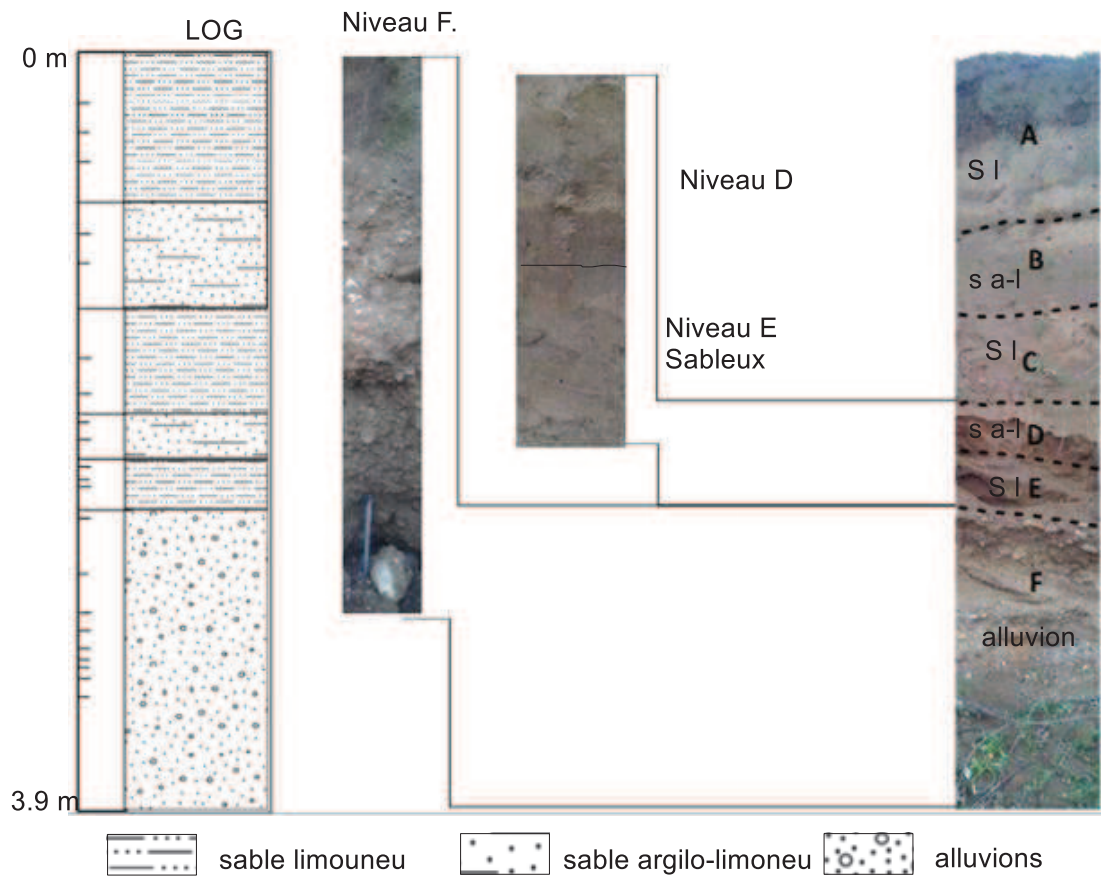 LOG
Niveau F.
0 m
A
S l
Niveau D
B
s a-l
Niveau E
Sableux
S l C
s a-l D
S l E
F
alluvion
3.9 m
sable limouneu
sable argilo-limoneu
alluvions